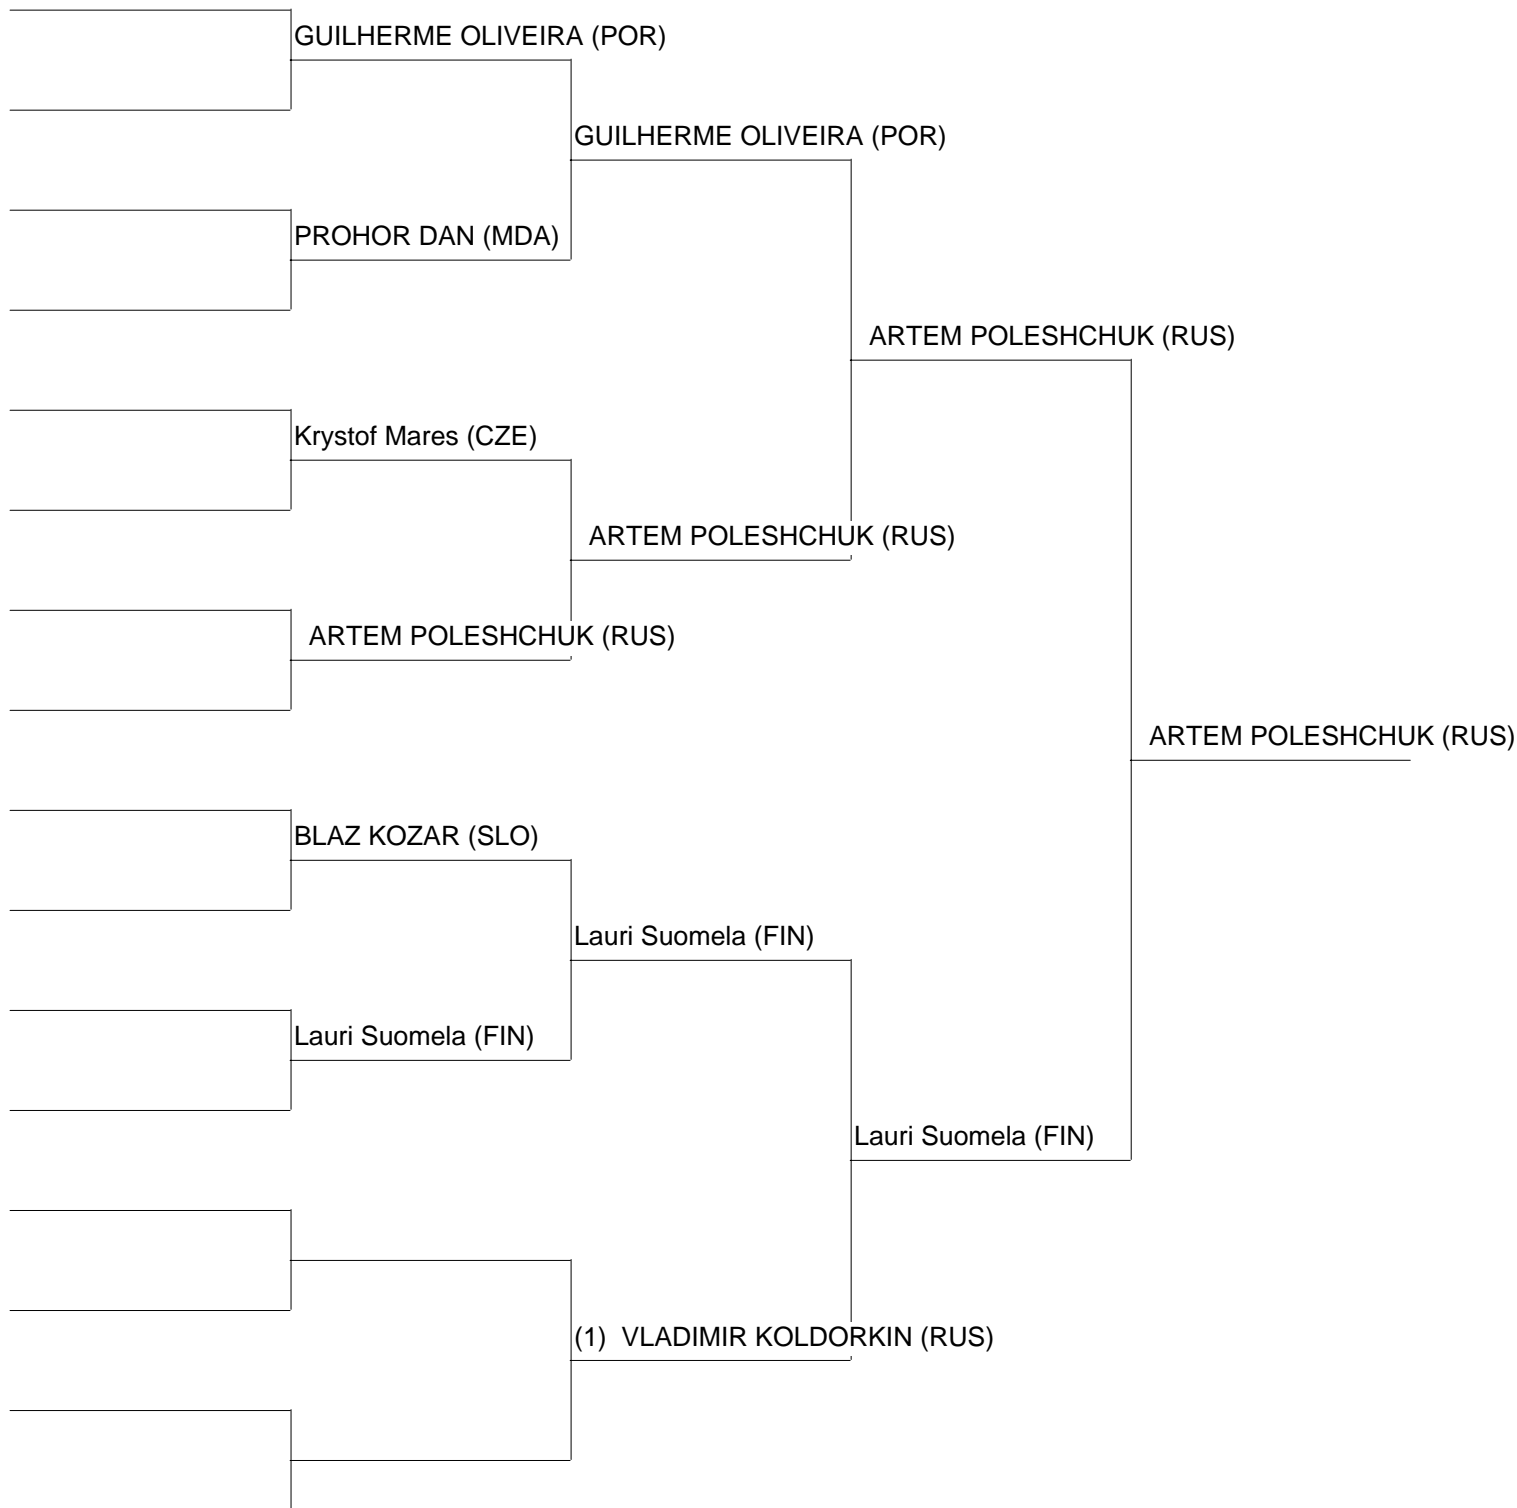 GUILHERME OLIVEIRA (POR)
GUILHERME OLIVEIRA (POR)
PROHOR DAN (MDA)
ARTEM POLESHCHUK (RUS)
Krystof Mares (CZE)
ARTEM POLESHCHUK (RUS)
ARTEM POLESHCHUK (RUS)
ARTEM POLESHCHUK (RUS)
BLAZ KOZAR (SLO)
Lauri Suomela (FIN)
Lauri Suomela (FIN)
Lauri Suomela (FIN)
(1) VLADIMIR KOLDORKIN (RUS)